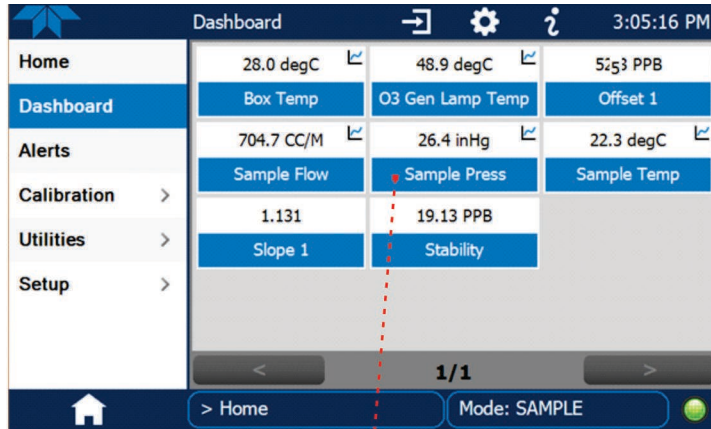 Dashboard 3:05:16 PM
Home
Dashboard
Alerts
Calibration >
Utilities >
Setup >
28.0 degC 48.9 degC PPB
Box Temp O3 Gen Lamp Temp Offset 1
704.7 CC/M 26.4 inHg 22.3 degC
Sample Flow Sample Press Sample Temp
1.131 19.13 PPB
Slope 1 Stability
< 1/1 >
> Home Mode: SAMPLE